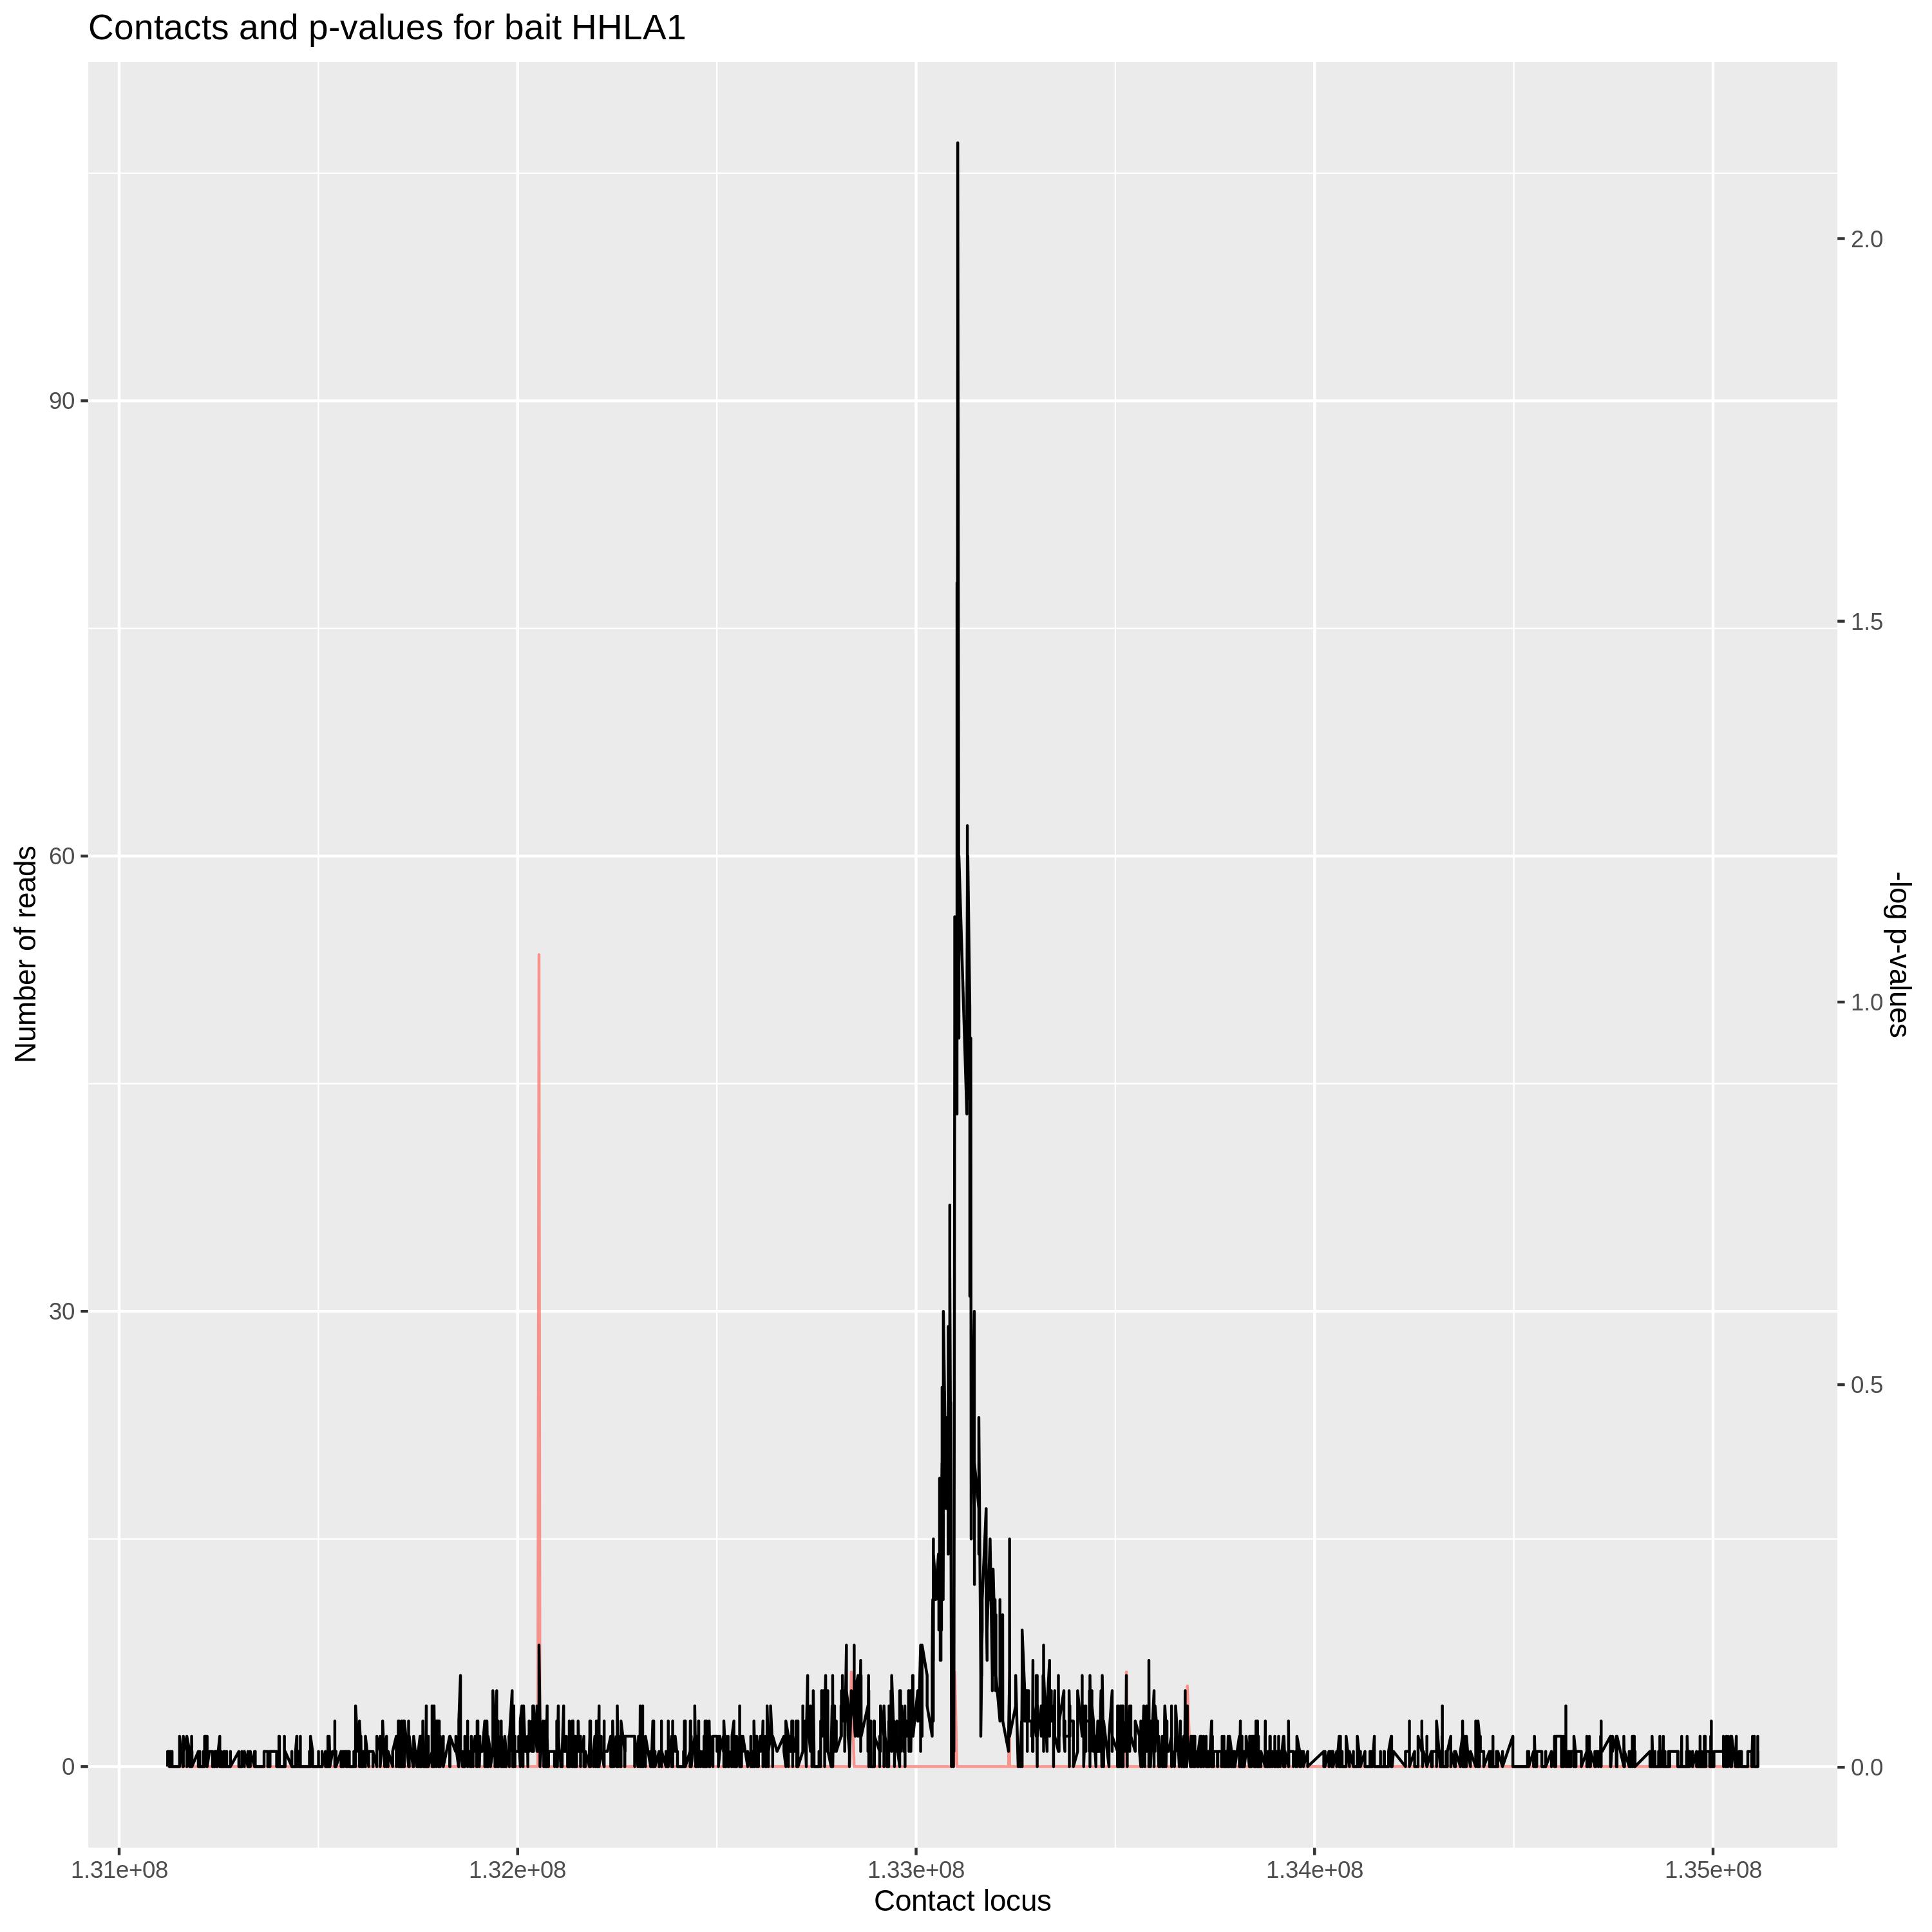 Contacts and p-values for bait HHLA1
Number of reads
90
60
30
0
2.0
1.5
1.0
0.5
0.0
-log p-values
1.31e+08 1.32e+08 1.33e+08 1.34e+08 1.35e+08
Contact locus